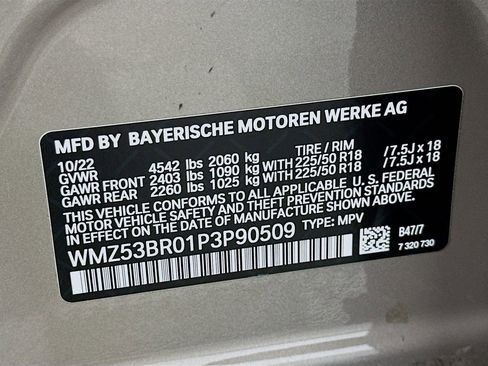 MFD BY BAYERISCHE MOTOREN WERKE AG
10/22 TIRE / RIM
GVWR 4542 lbs 2060 kg
GAWR FRONT 2403 lbs 1090 kg WITH 225/50 R18 /7.5J x 18
GAWR REAR 2260 lbs 1025 kg WITH 225/50 R18 /7.5J x 18
THIS VEHICLE CONFORMS TO ALL APPLICABLE U.S. FEDERAL
MOTOR VEHICLE SAFETY AND THEFT PREVENTION STANDARDS
IN EFFECT ON THE DATE OF MANUFACTURE SHOWN ABOVE.
WMZ53BR01P3P90509 TYPE: MPV B47/7
7 320 730